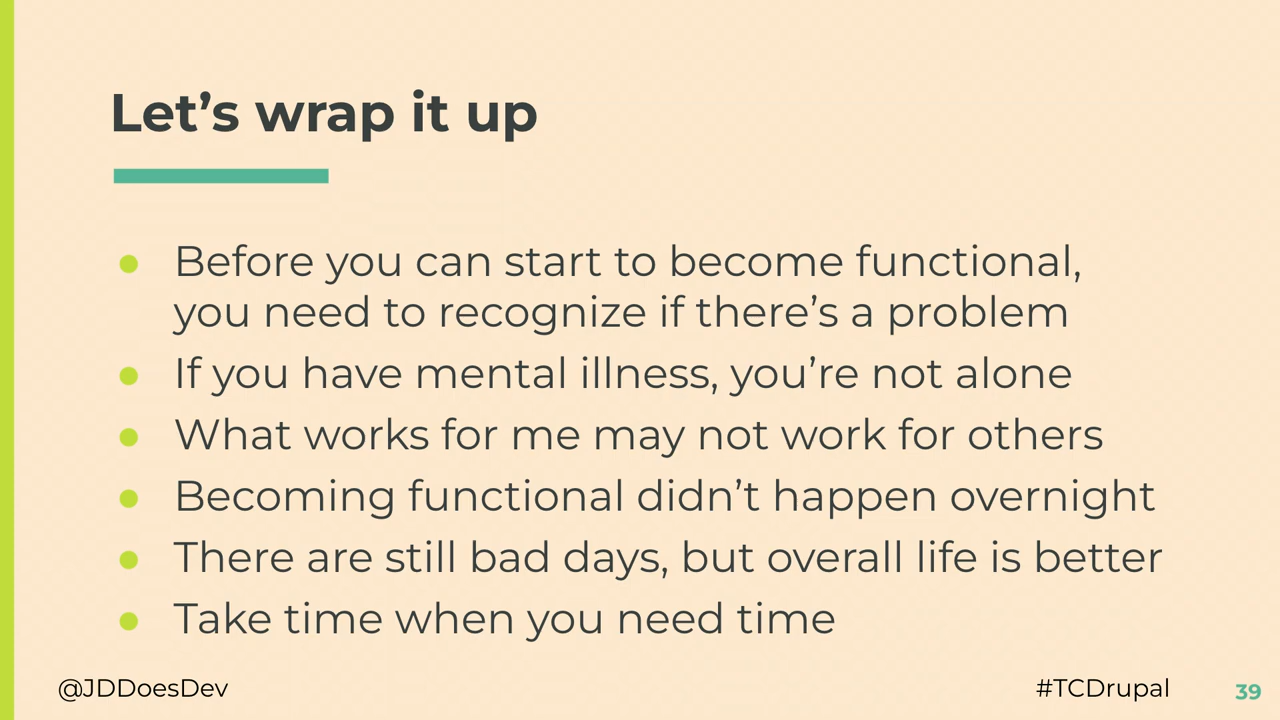 Let’s wrap it up
● Before you can start to become functional,
you need to recognize if there’s a problem
● If you have mental illness, you’re not alone
● What works for me may not work for others
● Becoming functional didn’t happen overnight
● There are still bad days, but overall life is better
● Take time when you need time
@JDDoesDev
#TCDrupal
39